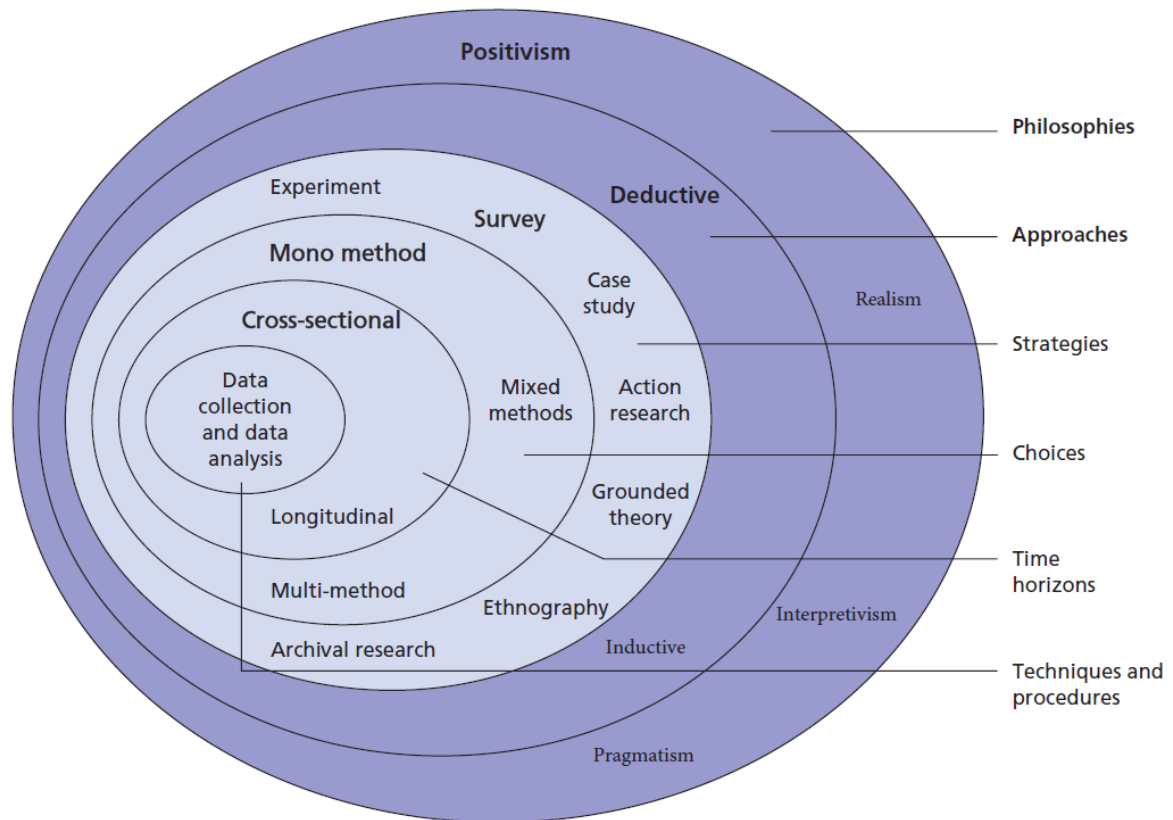 Positivism
Philosophies
Experiment
Deductive
Survey
Approaches
Mono method
Case
study
Realism
Cross-sectional
Strategies
Data
collection
and data
analysis
Mixed
methods
Action
research
Choices
Grounded
theory
Longitudinal
Time
horizons
Multi-method
Ethnography
Interpretivism
Archival research
Inductive
Techniques and
procedures
Pragmatism